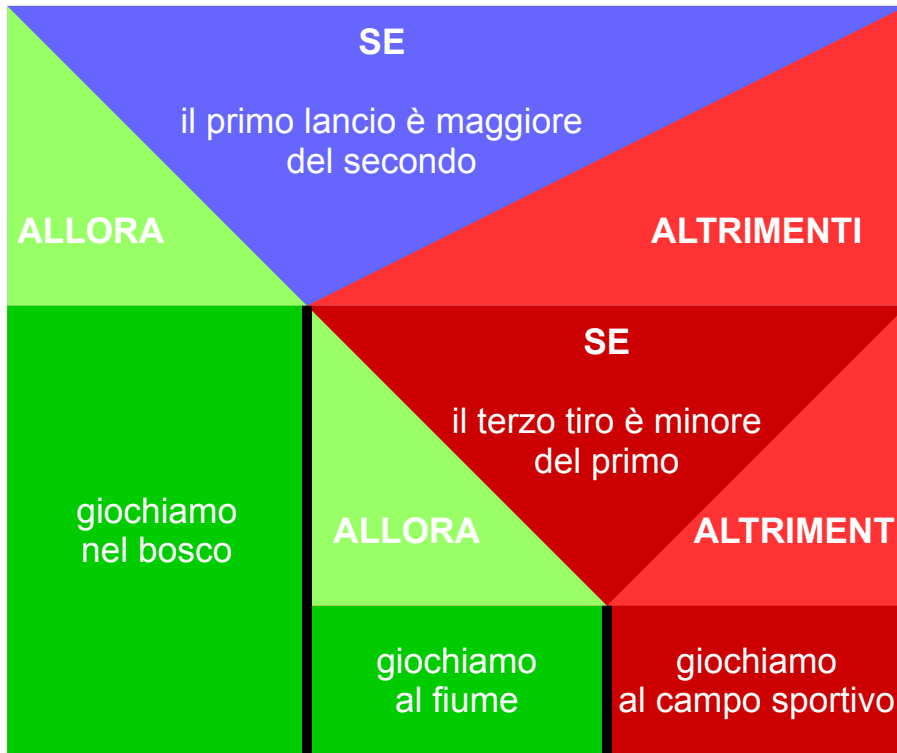 SE
il primo lancio è maggiore
del secondo
ALLORA
ALTRIMENTI
SE
il terzo tiro è minore
del primo
giochiamo
nel bosco
ALLORA
ALTRIMENT
giochiamo
al fiume
giochiamo
al campo sportivo